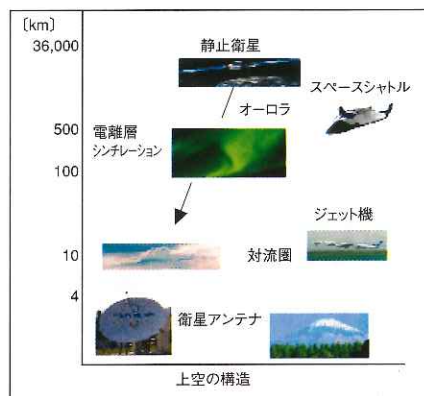 〔km〕
36,000
静止衛星
スペースシャトル
オーロラ
500
電離層
シンチレーション
100
ジェット機
10
対流圏
4
衛星アンテナ
上空の構造